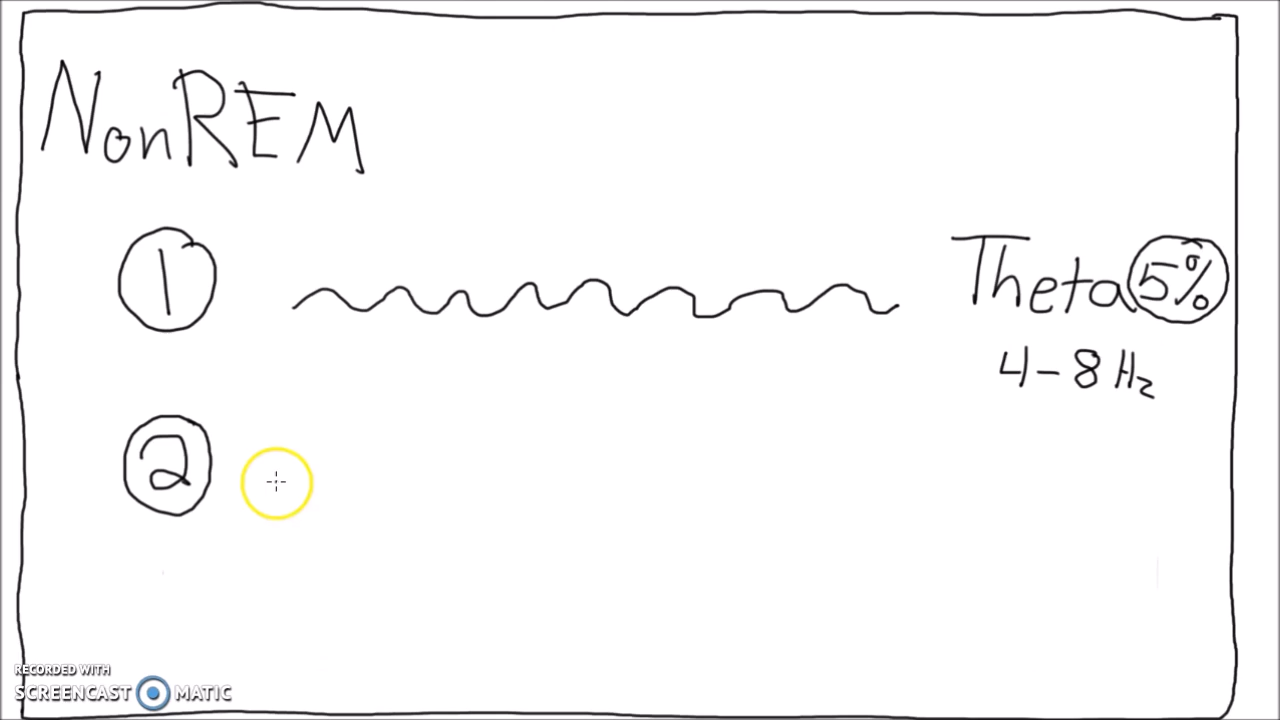 NonREM
1 Theta 5%
4-8 Hz
2
RECORDED WITH
SCREENCAST MATIC